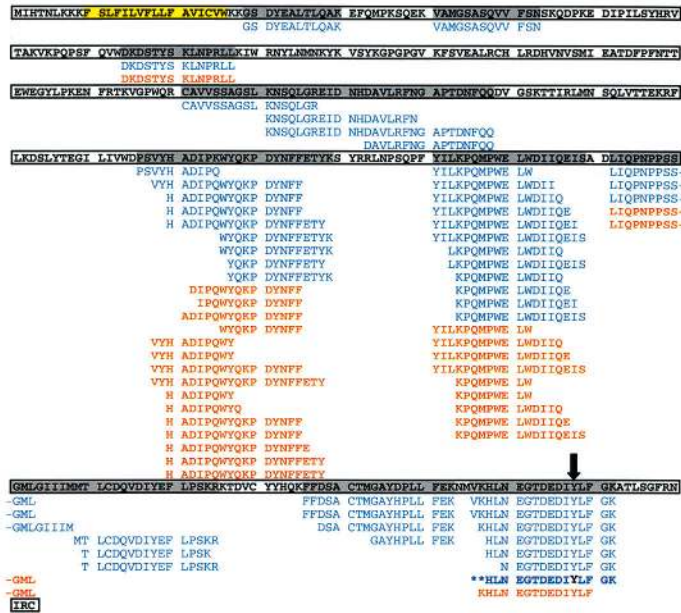 MIHTNLKKKF SLFILVFLLF AVICVWKKGS DYEALTLQAK EFQMPKSQEK VAMGSASQVV FSNSKQDPKE DIPILSYHRV
GS DYEALTLQAK VAMGSASQVV FSN
TAKVKPQPSF QVWDKDSTYS KLNPRLLKIW RNYLNMNKYK VSYKGPGPGV KFSVEALRCH LRDHVNVSMI EATDFPFNTT
DKDSTYS KLNPRLL
DKDSTYS KLNPRLL
EWEGYLPKEN FRTKVGPWQR CAVVSSAGSL KNSQLGREID NHDAVLRFNG APTDNFQQDV GSKTTIRLMN SQLVTTEKRF
CAVVSSAGSL KNSQLGR
KNSQLGREID NHDAVLRFN
KNSQLGREID NHDAVLRFNG APTDNFQQ
DAVLRFNG APTDNFQQ
LKDSLYTEGI LIVWDPSVYH ADIPKWYQKP DYNFFETYKS YRRLNPSQPF YILKPQMPWE LWDIIQEISA DLIQPNPPSS
PSVYH ADIPQ YILKPQMPWE LW LIQPNPPSS-
VYH ADIPQWYQKP DYNFF YILKPQMPWE LWDII LIQPNPPSS-
H ADIPQWYQKP DYNFF YILKPQMPWE LWDIIQ LIQPNPPSS-
H ADIPQWYQKP DYNFF YILKPQMPWE LWDIIQE LIQPNPPSS-
H ADIPQWYQKP DYNFFETY YILKPQMPWE LWDIIQEI LIQPNPPSS-
WYQKP DYNFFETYK YILKPQMPWE LWDIIQEIS
YQKP DYNFFETY LKPQMPWE LWDIIQEIS
YQKP DYNFFETYK KPQMPWE LWDIIQ
DIPQWYQKP DYNFF KPQMPWE LWDIIQE
IPQWYQKP DYNFF KPQMPWE LWDIIQEI
ADIPQWYQKP DYNFF KPQMPWE LWDIIQEIS
WYQKP DYNFF YILKPQMPWE LW
VYH ADIPQWY YILKPQMPWE LWDIIQ
VYH ADIPQWY YILKPQMPWE LWDIIQE
VYH ADIPQWYQKP DYNFF YILKPQMPWE LWDIIQEIS
VYH ADIPQWYQKP DYNFFETY KPQMPWE LW
H ADIPQWY KPQMPWE LW
H ADIPQWYQ KPQMPWE LWDIIQ
H ADIPQWYQKP DYNFF KPQMPWE LWDIIQE
H ADIPQWYQKP DYNFFE KPQMPWE LWDIIQEIS
H ADIPQWYQKP DYNFFETY
H ADIPQWYQKP DYNFFETY
GMLGIIIMMT LCDQVDIYEF LPSKRKTDVC YYHQKFFDSA CTMGAYDPLL FEKNMVKHLN EGTDEDIYLF GKATLSGFRN
-GML FFDSA CTMGAYHPLL FEK VKHLN EGTDEDIYLF GK
-GML FFDSA CTMGAYHPLL FEK VKHLN EGTDEDIYLF GK
-GMLGIIIM DSA CTMGAYHPLL FEK KHLN EGTDEDIYLF GK
MT LCDQVDIYEF LPSKR GAYHPLL FEK KHLN EGTDEDIYLF GK
T LCDQVDIYEF LPSK HLN EGTDEDIYLF GK
T LCDQVDIYEF LPSKR N EGTDEDIYLF GK
-GML **HLN EGTDEDIYLF GK
-GML KHLN EGTDEDIYLF
IRC